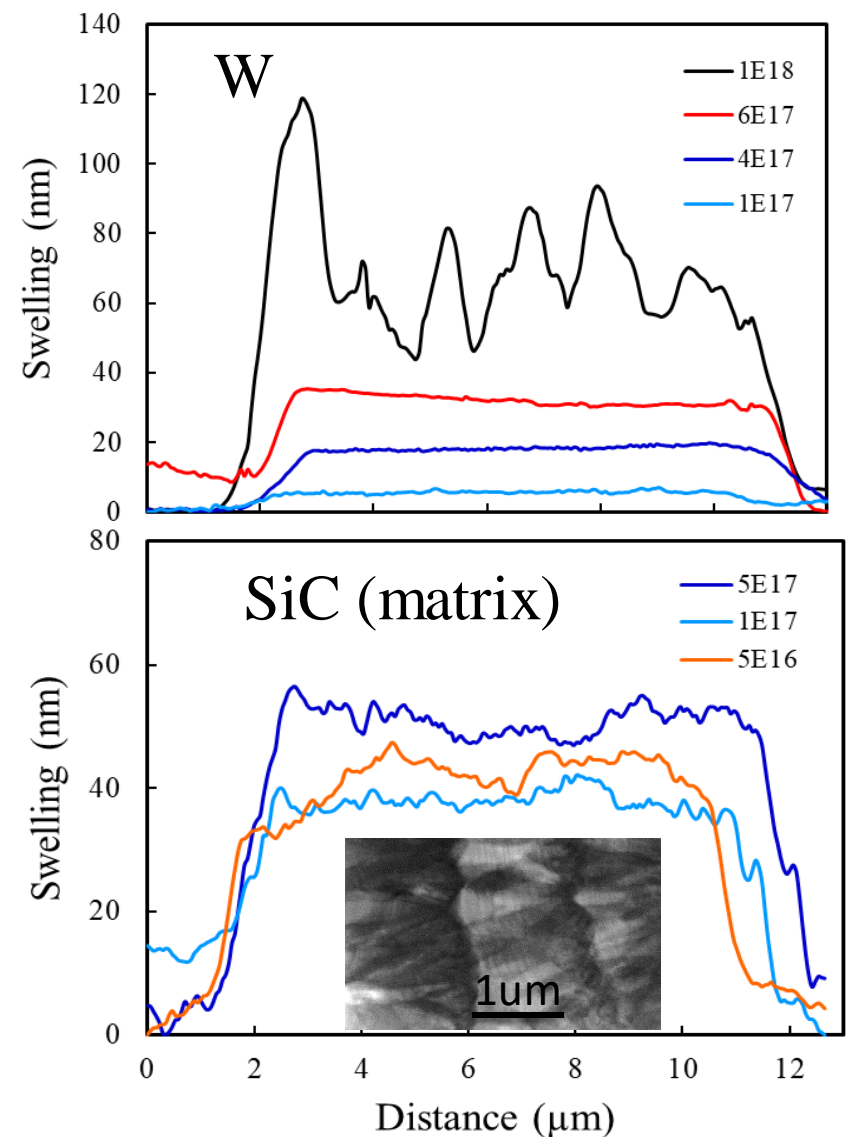 140
120
100
80
60
40
20
0
Swelling (nm)
W
1E18
6E17
4E17
1E17
80
60
40
20
0
Swelling (nm)
SiC (matrix)
5E17
1E17
5E16
1um
0 2 4 6 8 10 12
Distance (µm)